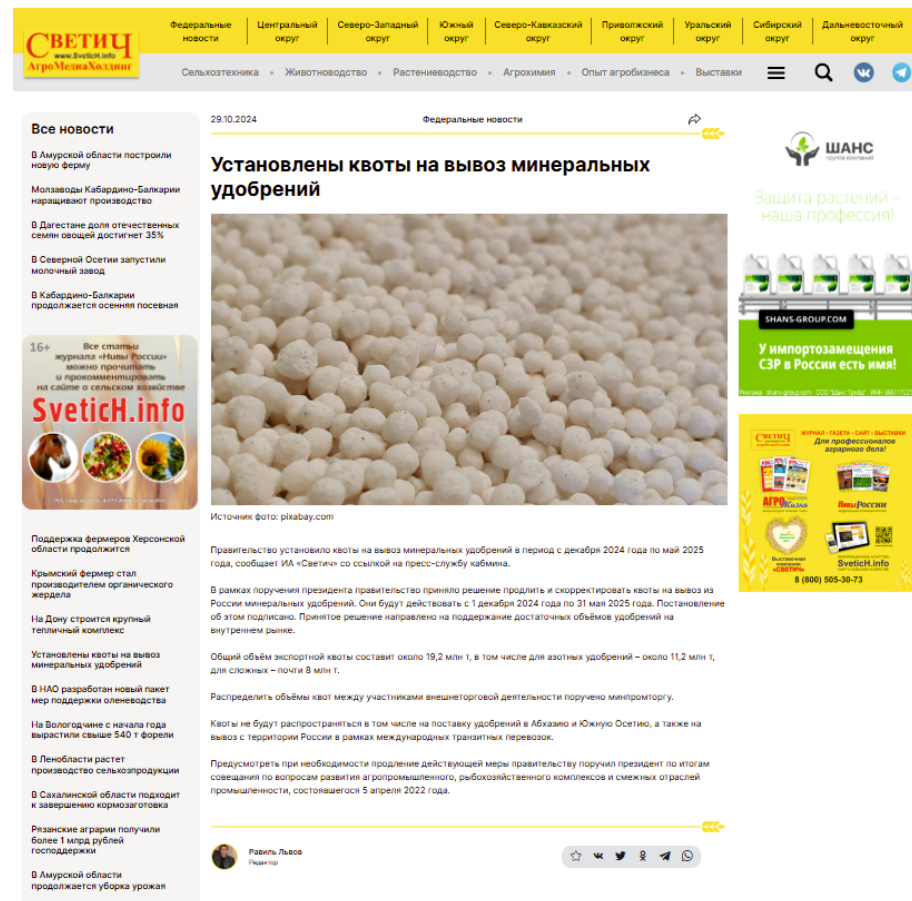 СВЕТИЧ
www.SveticH.info
АгроМедиаХолдинг
Федеральные новости
Центральный округ
Северо-Западный округ
Южный округ
Северо-Кавказский округ
Приволжский округ
Уральский округ
Сибирский округ
Дальневосточный округ
Сельхозтехника • Животноводство • Растениеводство • Агрохимия • Опыт агробизнеса • Выставки
Все новости
В Амурской области построили
новую ферму
Молзаводы Кабардино-Балкарии
наращивают производство
В Дагестане доля отечественных
семян овощей достигнет 35%
В Северной Осетии запустили
молочный завод
В Кабардино-Балкарии
продолжается осенняя посевная
16+
Все статьи
журнала «Нивы России»
можно прочитать
и прокомментировать
на сайте о сельском хозяйстве
SveticH.info
Поддержка фермеров Херсонской
области продолжится
Крымский фермер стал
производителем органического
жердела
На Дону строится крупный
тепличный комплекс
Установлены квоты на вывоз
минеральных удобрений
В НАО разработан новый пакет
мер поддержки оленеводства
На Вологодчине с начала года
вырастили свыше 540 т форели
В Ленобласти растет
производство сельхозпродукции
В Сахалинской области подходит
к завершению кормозаготовка
Рязанские аграрии получили
более 1 млрд рублей
господдержки
В Амурской области
продолжается уборка урожая
29.10.2024
Федеральные новости
Установлены квоты на вывоз минеральных
удобрений
Источник фото: pixabay.com
Правительство установило квоты на вывоз минеральных удобрений в период с декабря 2024 года по май 2025
года, сообщает ИА «Светич» со ссылкой на пресс-службу кабмина.
В рамках поручения президента правительство приняло решение продлить и скорректировать квоты на вывоз из
России минеральных удобрений. Они будут действовать с 1 декабря 2024 года по 31 мая 2025 года. Постановление
об этом подписано. Принятое решение направлено на поддержание достаточных объёмов удобрений на
внутреннем рынке.
Общий объём экспортной квоты составит около 19,2 млн т, в том числе для азотных удобрений – около 11,2 млн т,
для сложных – почти 8 млн т.
Распределить объёмы квот между участниками внешнеторговой деятельности поручено минпромторгу.
Квоты не будут распространяться в том числе на поставку удобрений в Абхазию и Южную Осетию, а также на
вывоз с территории России в рамках международных транзитных перевозок.
Предусмотреть при необходимости продление действующей меры правительству поручил президент по итогам
совещания по вопросам развития агропромышленного, рыбохозяйственного комплексов и смежных отраслей
промышленности, состоявшегося 5 апреля 2022 года.
Равиль Львов
Редактор
ШАНС
группа компаний
Защита растений –
наша профессия!
SHANS-GROUP.COM
У импортозамещения
СЗР в России есть имя!
СВЕТИЧ
ЖУРНАЛ • ГАЗЕТА • САЙТ • ВЫСТАВКИ
Для профессионалов
аграрного дела!
АГРОЖизнь
НивыРоссии
Выставочная
компания
«СВЕТИЧ»
SveticH.info
8 (800) 505-30-73